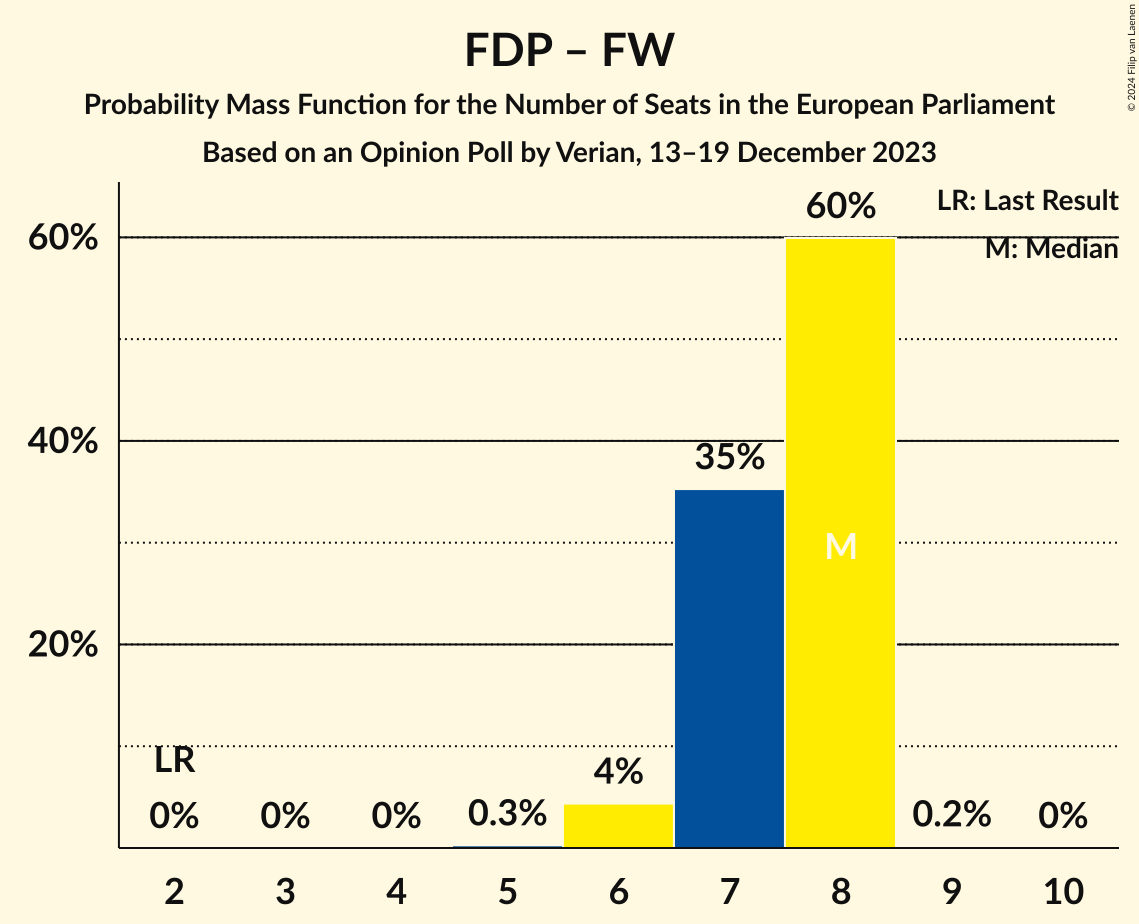 FDP – FW
Probability Mass Function for the Number of Seats in the European Parliament
Based on an Opinion Poll by Verian, 13–19 December 2023
© 2024 Filip van Laenen
LR: Last Result
M: Median
60%
40%
20%
60%
35%
M
LR
4%
0% 0% 0% 0.3% 0.2% 0%
2 3 4 5 6 7 8 9 10